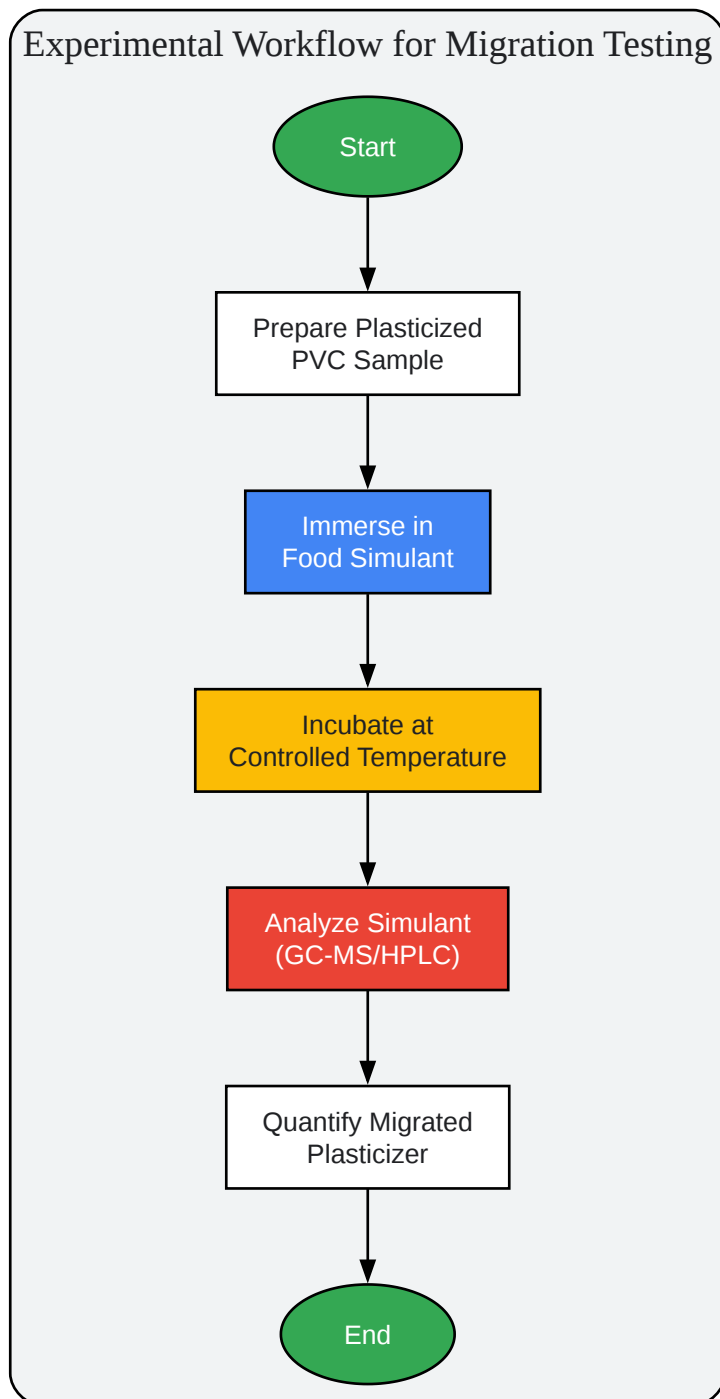 Experimental Workflow for Migration Testing
Start
Prepare Plasticized
PVC Sample
Immerse in
Food Simulant
Incubate at
Controlled Temperature
Analyze Simulant
(GC-MS/HPLC)
Quantify Migrated
Plasticizer
End